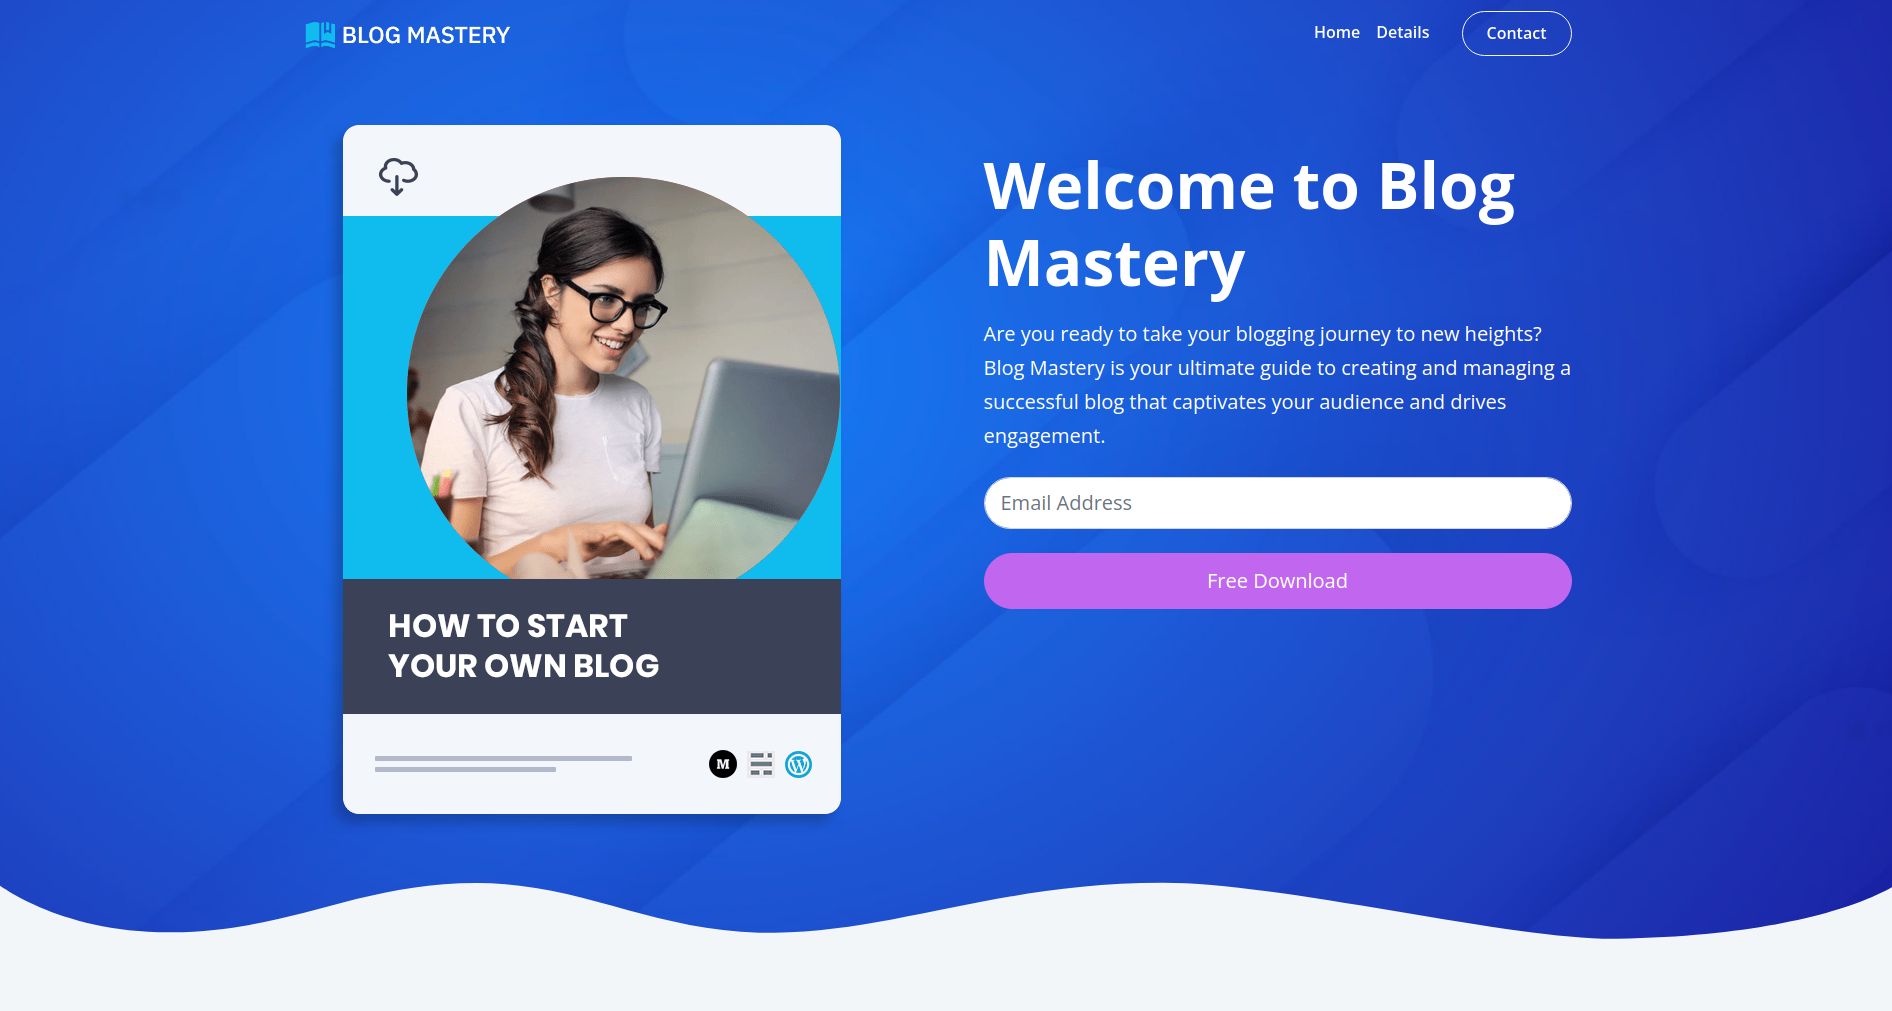 BLOG MASTERY
Home Details Contact
HOW TO START
YOUR OWN BLOG
M
W
Welcome to Blog
Mastery
Are you ready to take your blogging journey to new heights?
Blog Mastery is your ultimate guide to creating and managing a
successful blog that captivates your audience and drives
engagement.
Email Address
Free Download